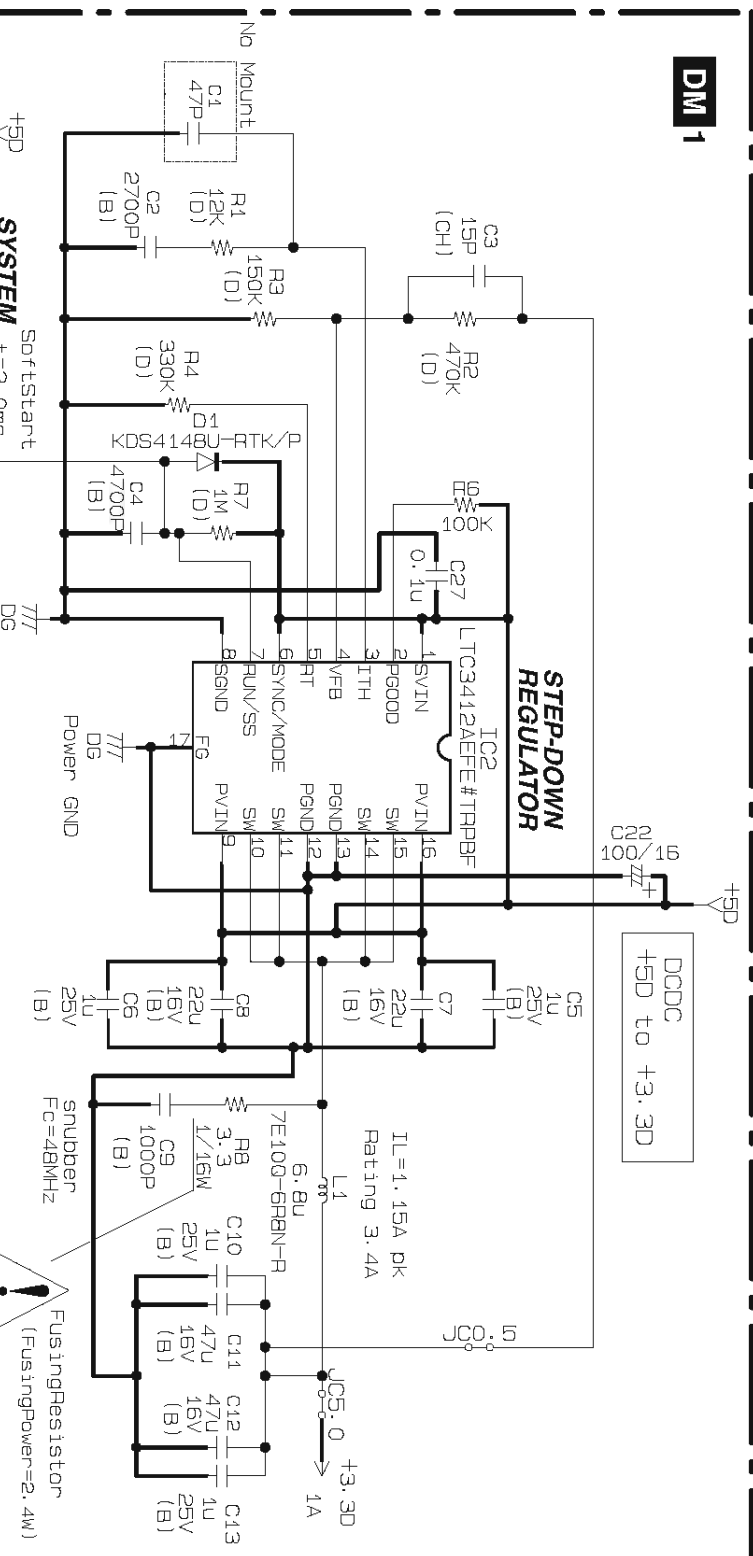 DM 1
No Mount
C1
47P
+5D
C2
2700P
(B)
R1
12K
(D)
R3
150K
(D)
C3
15P
(CH)
R2
470K
(D)
SYSTEM
SoftStart
R4
330K
(D)
D1
KDS4148U-RTK/P
C4
4700P
(B)
R7
1M
(D)
R6
100K
C27
0.1u
DG
STEP-DOWN
REGULATOR
IC2
LTC3412AEFE#TRPBF
1 SVIN
2 PGOOD
3 ITH
4 VFB
5 RT
6 SYNC/MODE
7 RUN/SS
8 SGND
17 FG
PVIN 16
SW 15
SW 14
PGND 13
PGND 12
SW 11
SW 10
PVIN 9
DG
Power GND
C22
100/16
+5D
DCDC
+5D to +3.3D
C5
1u
25V
(B)
C7
22u
16V
(B)
C8
22u
16V
(B)
C6
1u
25V
(B)
IL=1.15A pk
Rating 3.4A
L1
6.8u
7E10Q-6R8N-R
R8
3.3
1/16W
C9
1000P
(B)
snubber
Fc=48MHz
C10
1u
25V
(B)
C11
47u
16V
(B)
C12
47u
16V
(B)
C13
1u
25V
(B)
JC0.5
JC5.0
+3.3D
1A
!
FusingResistor
(FusingPower=2.4W)